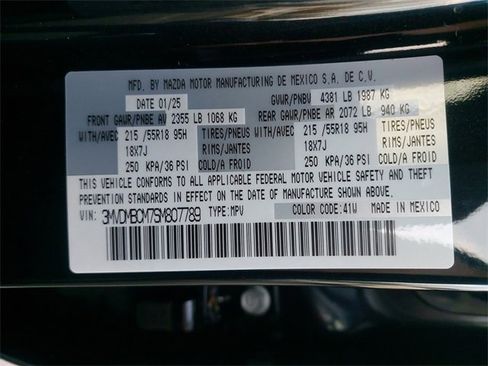 MFD. BY MAZDA MOTOR MANUFACTURING DE MEXICO S.A. DE C.V.
DATE 01/25 GVWR/PNBV 4381 LB 1987 KG
FRONT GAWR/PNBE AV 2355 LB 1068 KG REAR GAWR/PNBE AR 2072 LB 940 KG
WITH/AVEC 215 /55R18 95H TIRES/PNEUS WITH/AVEC 215 /55R18 95H TIRES/PNEUS
18X7J RIMS/JANTES 18X7J RIMS/JANTES
250 KPA/36 PSI COLD/A FROID 250 KPA/36 PSI COLD/A FROID
THIS VEHICLE CONFORMS TO ALL APPLICABLE FEDERAL MOTOR VEHICLE SAFETY AND THEFT
PREVENTION STANDARDS IN EFFECT ON THE DATE OF MANUFACTURE SHOWN ABOVE.
VIN: 3MVDMBCM7SM807789 TYPE:MPV COLOR CODE:41W MADE IN MEXICO